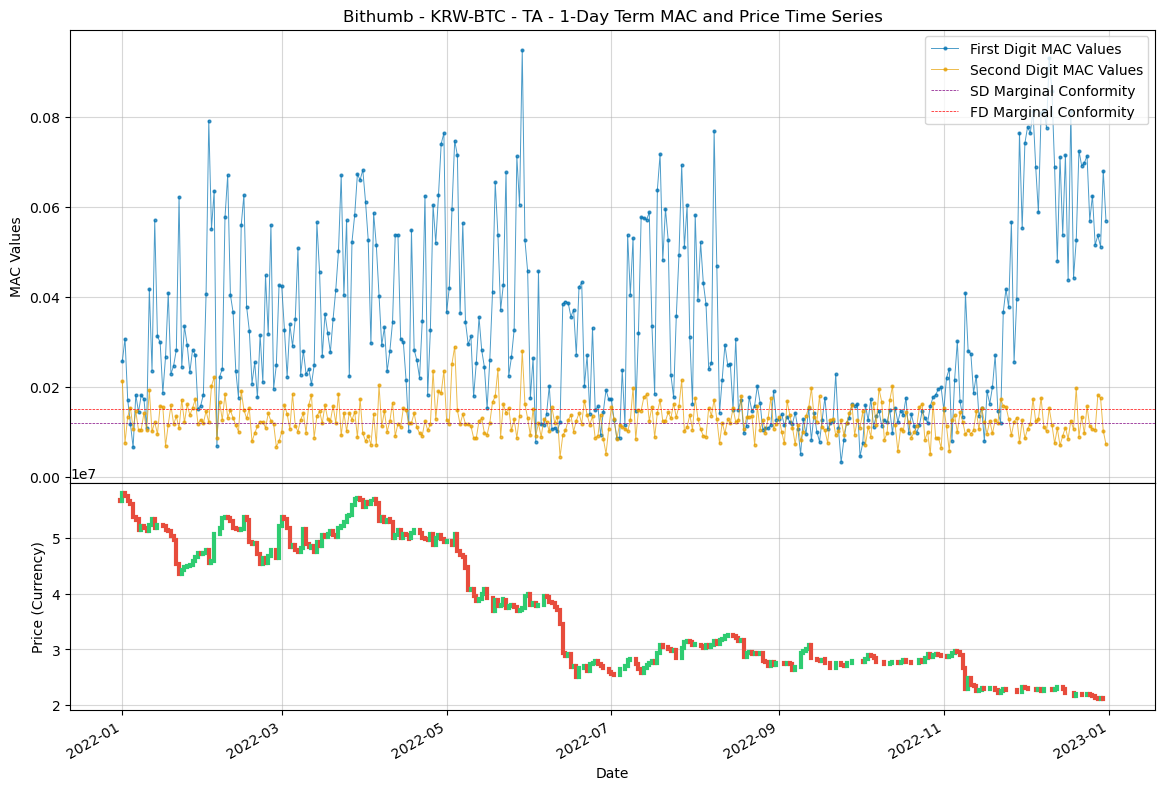 Bithumb - KRW-BTC - TA - 1-Day Term MAC and Price Time Series
First Digit MAC Values
Second Digit MAC Values
SD Marginal Conformity
FD Marginal Conformity
MAC Values
0.08
0.06
0.04
0.02
0.00
1e7
Price (Currency)
5
4
3
2
2022-01
2022-03
2022-05
2022-07
2022-09
2022-11
2023-01
Date